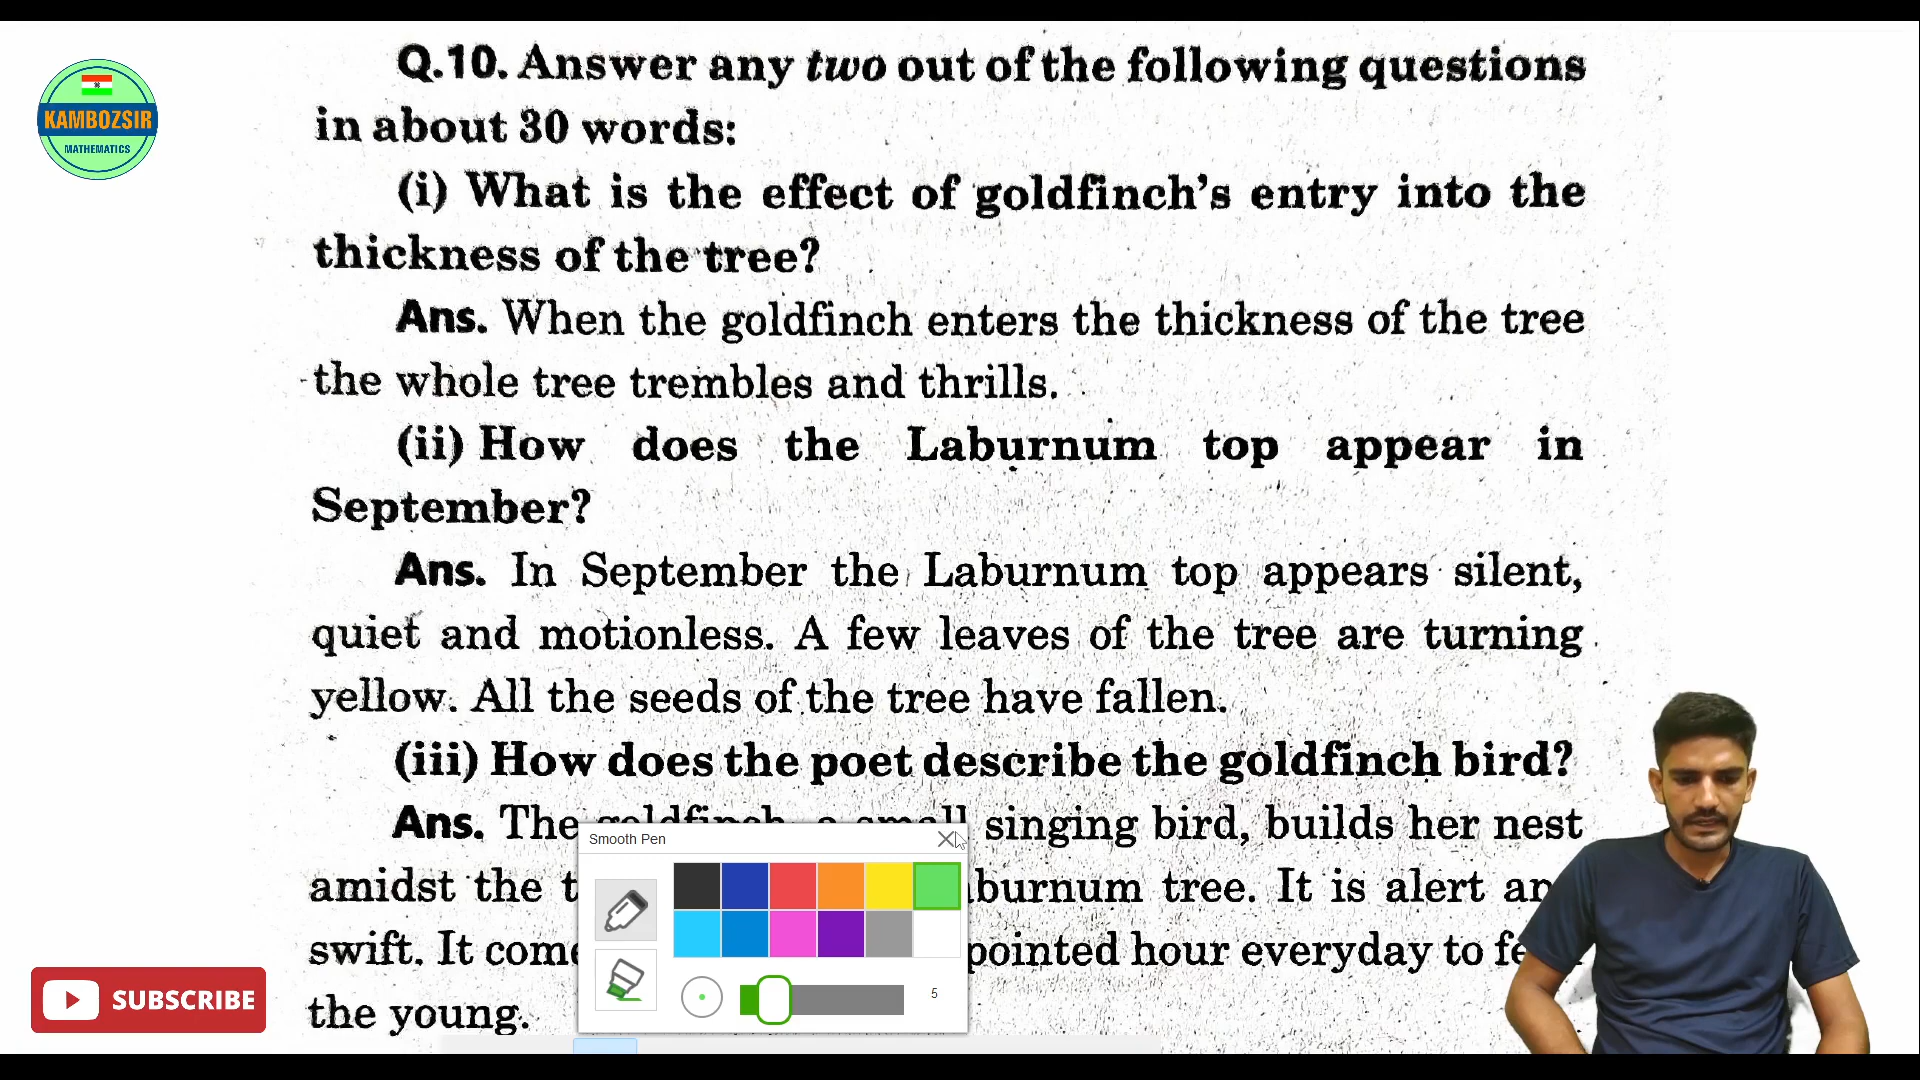 KAMBOZSIR
MATHEMATICS
Q.10. Answer any two out of the following questions
in about 30 words:
(i) What is the effect of goldfinch's entry into the
thickness of the tree?
Ans. When the goldfinch enters the thickness of the tree
the whole tree trembles and thrills.
(ii) How does the Laburnum top appear in
September?
Ans. In September the Laburnum top appears silent,
quiet and motionless. A few leaves of the tree are turning
yellow. All the seeds of the tree have fallen.
(iii) How does the poet describe the goldfinch bird?
Ans. The goldfinch, a small singing bird, builds her nest
amidst the burnum tree. It is alert an
swift. It come pointed hour everyday to fe
the young.
Smooth Pen
5
SUBSCRIBE